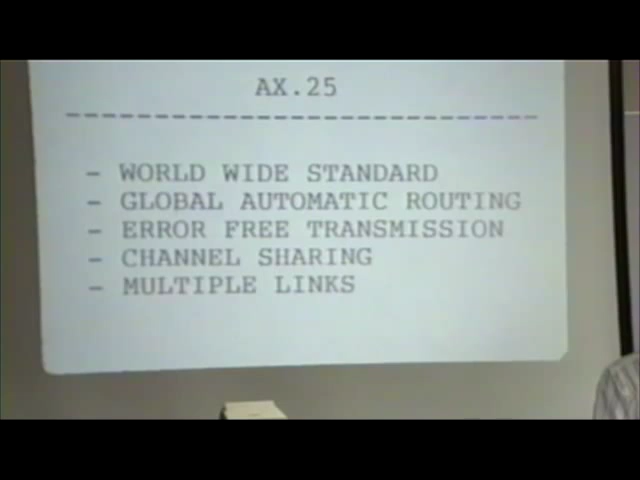 AX.25
- WORLD WIDE STANDARD
- GLOBAL AUTOMATIC ROUTING
- ERROR FREE TRANSMISSION
- CHANNEL SHARING
- MULTIPLE LINKS